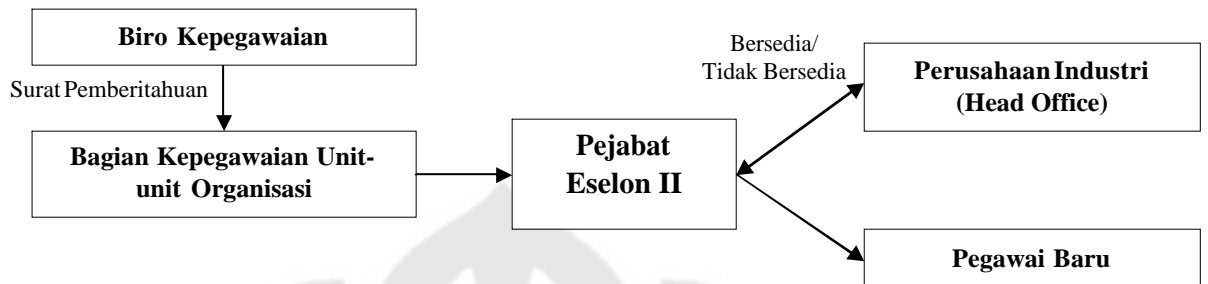 Biro Kepegawaian
Surat Pemberitahuan
Bagian Kepegawaian Unit-
unit Organisasi
Pejabat
Eselon II
Bersedia/
Tidak Bersedia
Perusahaan Industri
(Head Office)
Pegawai Baru